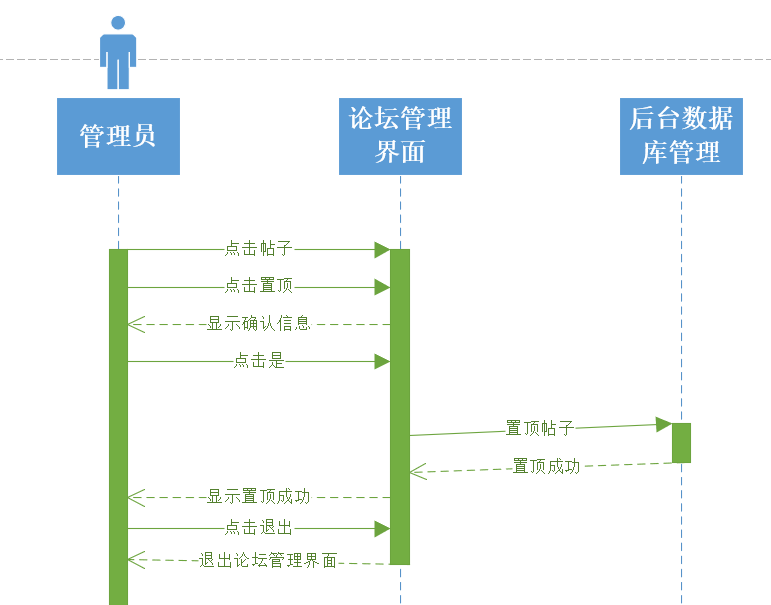 管理员
论坛管理
界面
后台数据
库管理
点击帖子
点击置顶
显示确认信息
点击是
置顶帖子
置顶成功
显示置顶成功
点击退出
退出论坛管理界面